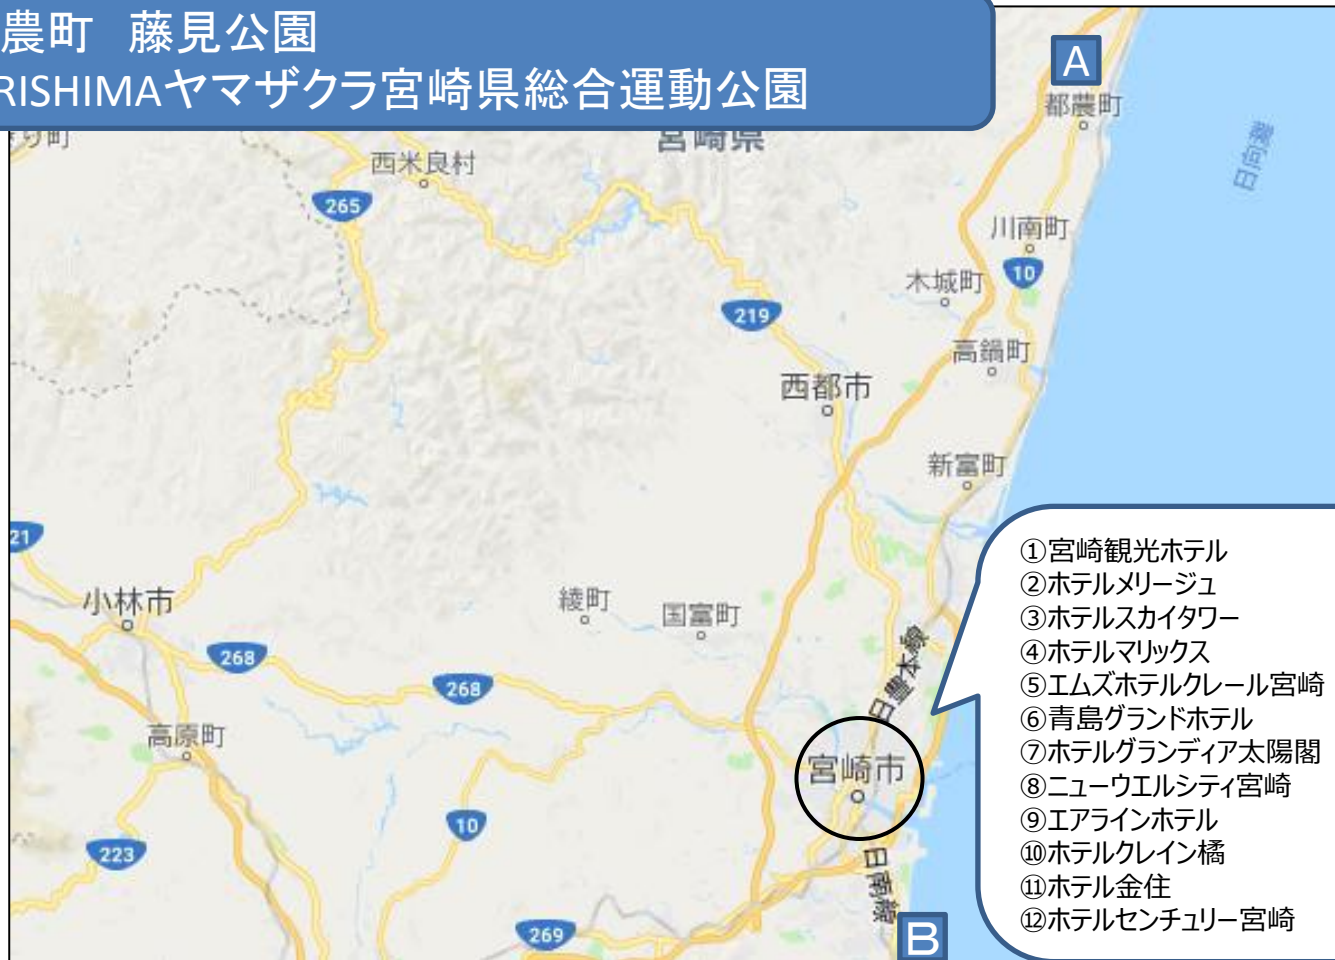 農町　藤見公園
RISHIMAヤマザクラ宮崎県総合運動公園
A
都農町
宮崎県
西米良村
日向灘
265
川南町
木城町
10
219
高鍋町
西都市
新富町
21
小林市
綾町
国富町
268
268
日豊本線
高原町
宮崎市
10
223
日南線
269
B
①宮崎観光ホテル
②ホテルメリージュ
③ホテルスカイタワー
④ホテルマリックス
⑤エムズホテルクレール宮崎
⑥青島グランドホテル
⑦ホテルグランディア太陽閣
⑧ニューウエルシティ宮崎
⑨エアラインホテル
⑩ホテルクレイン橘
⑪ホテル金住
⑫ホテルセンチュリー宮崎